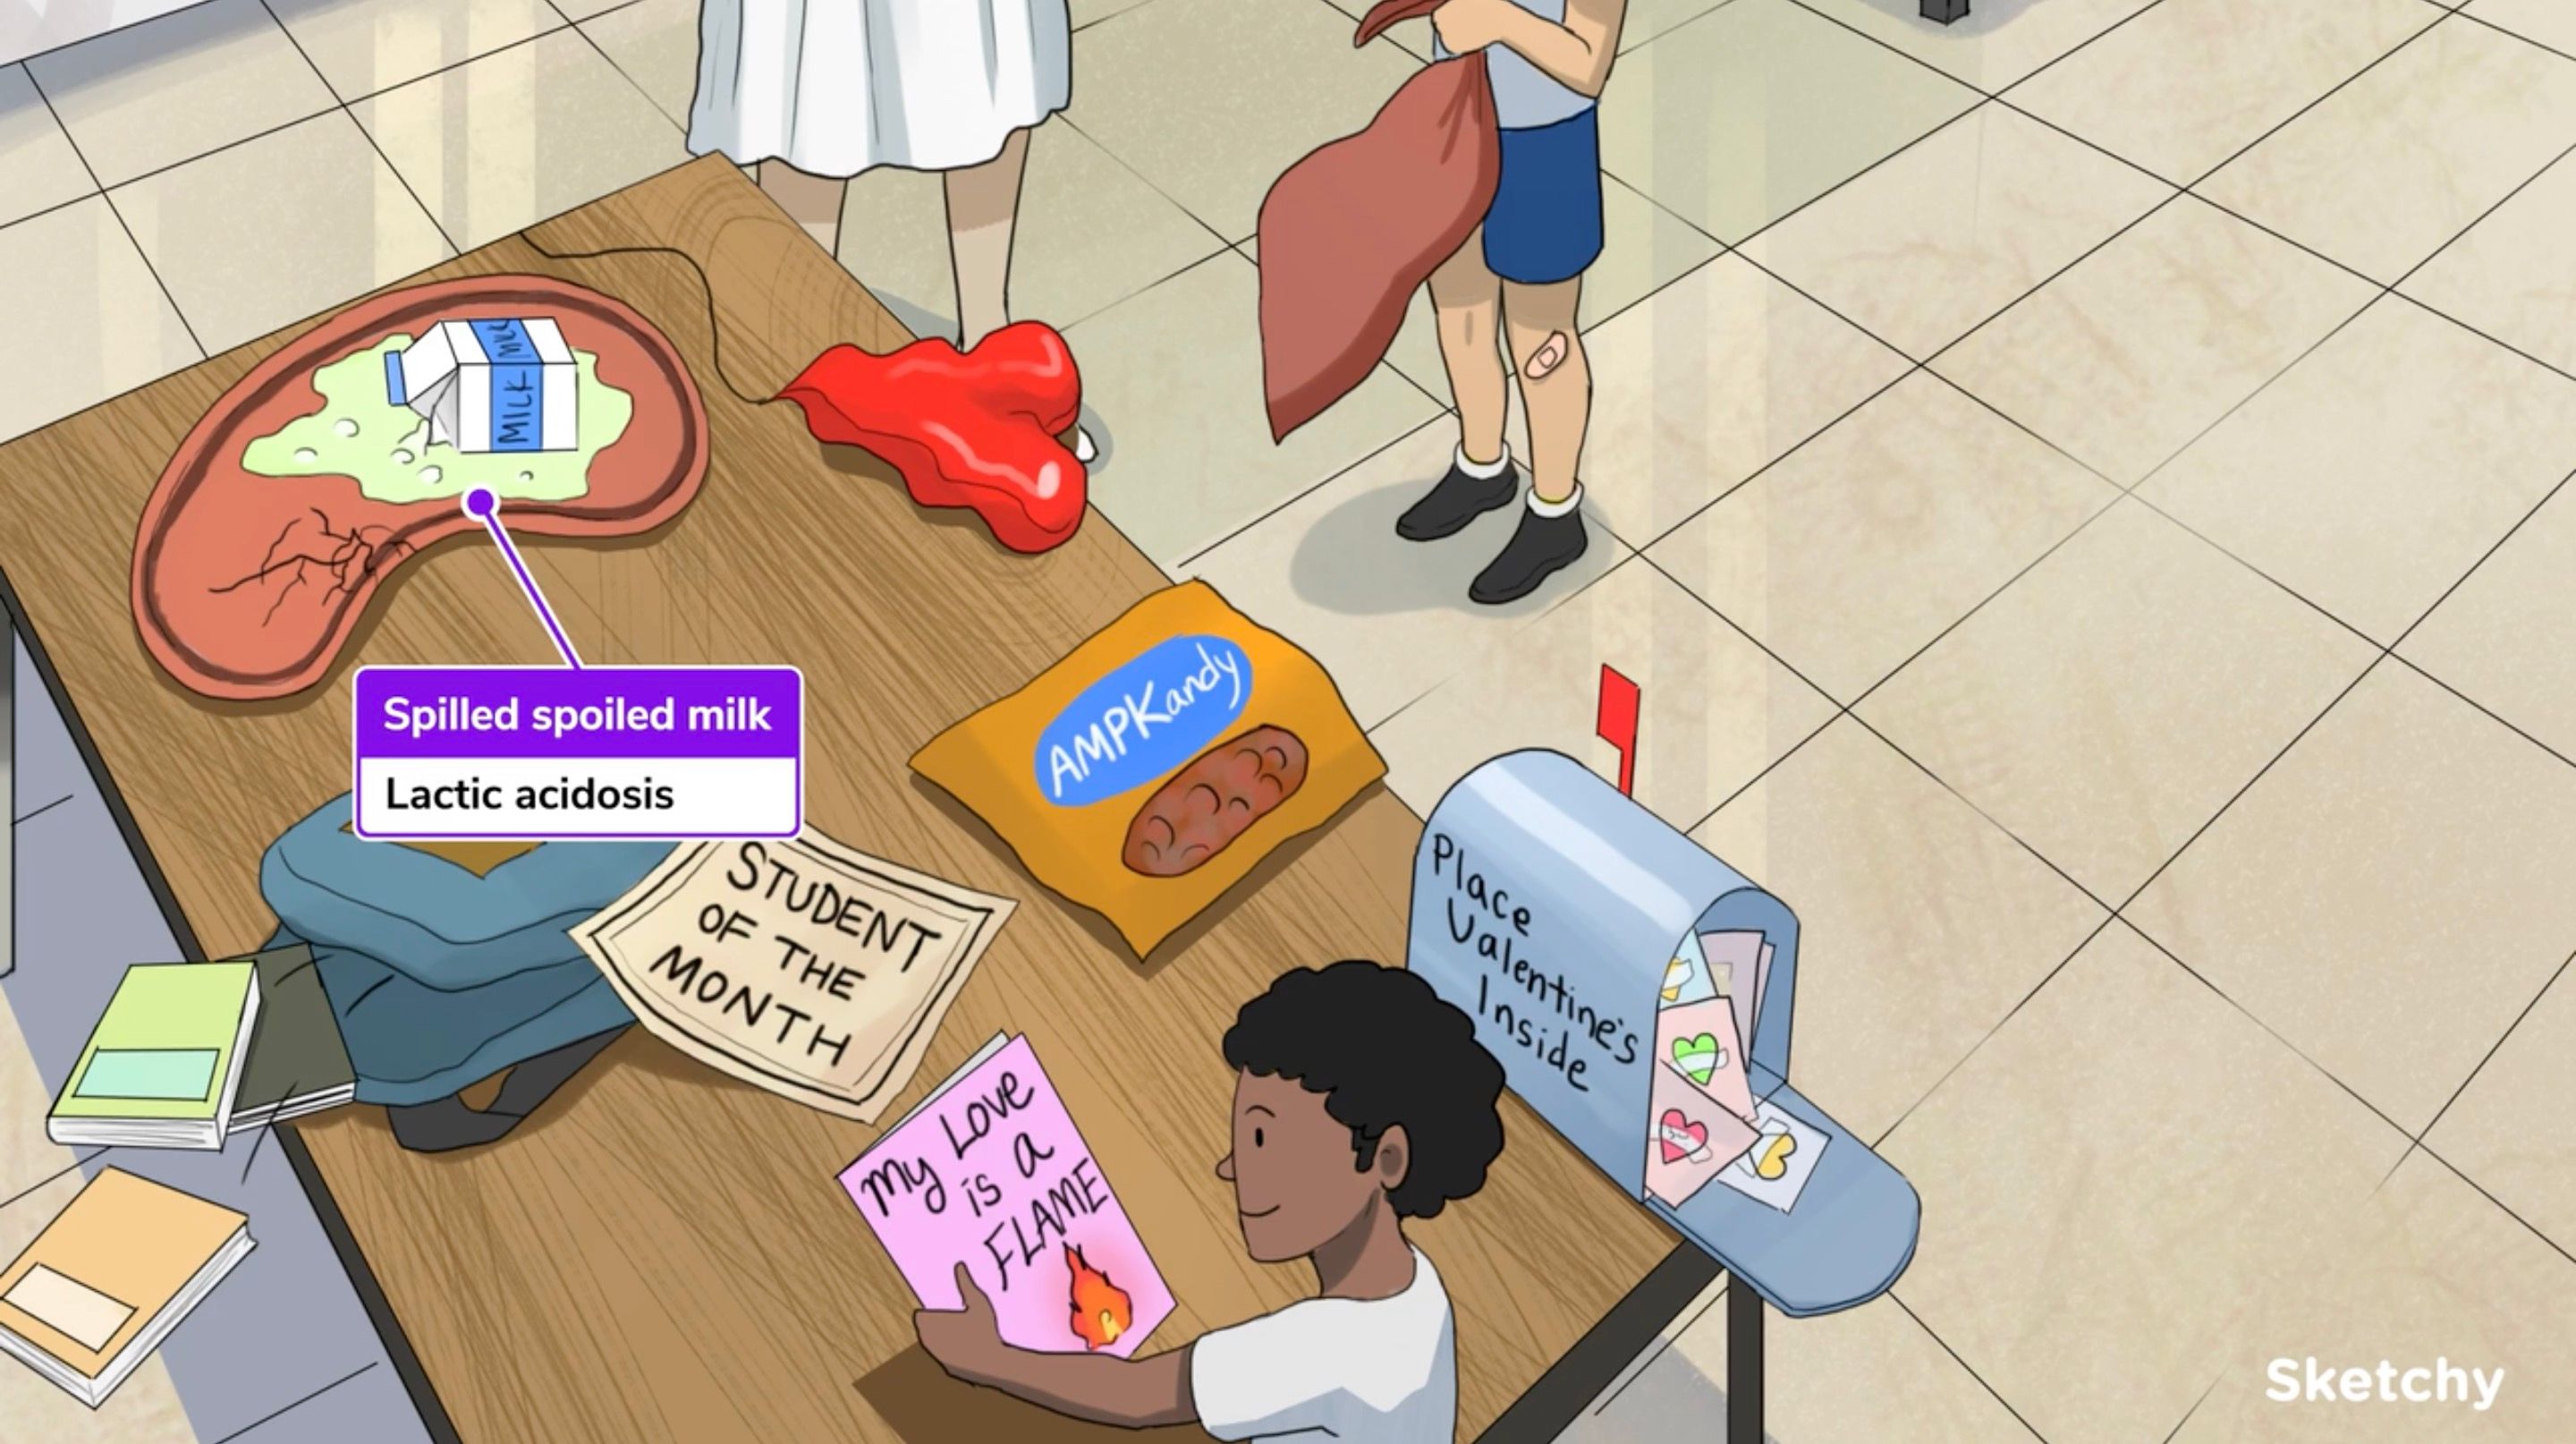 MILK
MILK
Spilled spoiled milk
Lactic acidosis
AMPKandy
STUDENT
OF THE
MONTH
Place
Valentine's
Inside
My Love
is a
FLAME
Sketchy